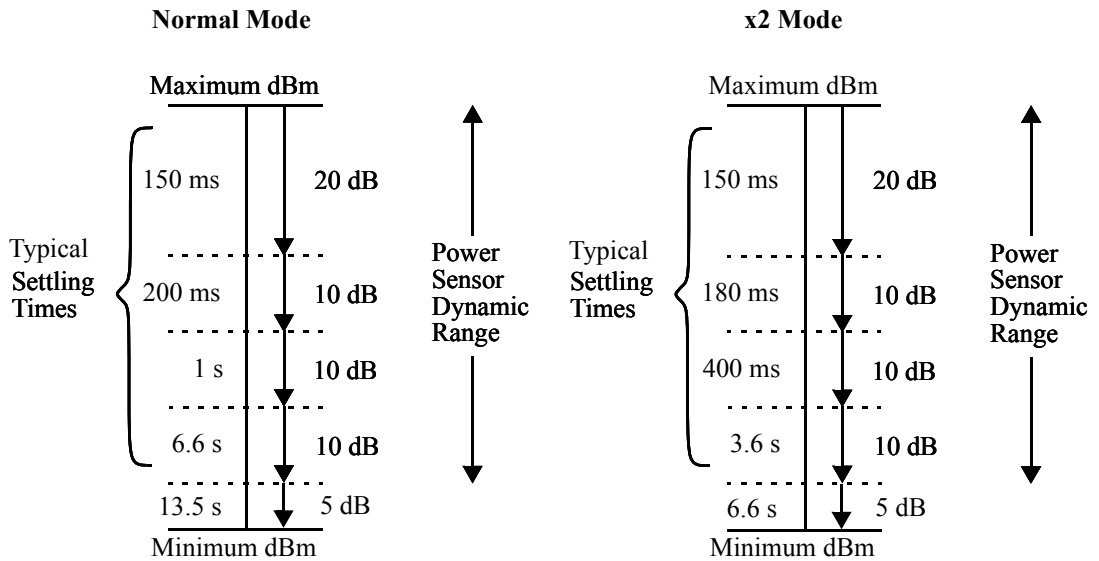 Normal Mode
Maximum dBm
150 ms
20 dB
Typical
Settling
Times
200 ms
10 dB
1 s
10 dB
6.6 s
10 dB
13.5 s
5 dB
Minimum dBm
Power
Sensor
Dynamic
Range
x2 Mode
Maximum dBm
150 ms
20 dB
Typical
Settling
Times
180 ms
10 dB
400 ms
10 dB
3.6 s
10 dB
6.6 s
5 dB
Minimum dBm
Power
Sensor
Dynamic
Range